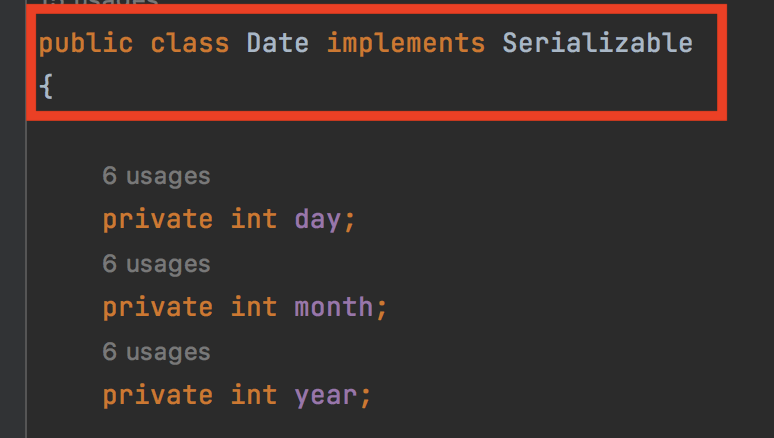 usages
public class Date implements Serializable
{
6 usages
private int day;
6 usages
private int month;
6 usages
private int year;